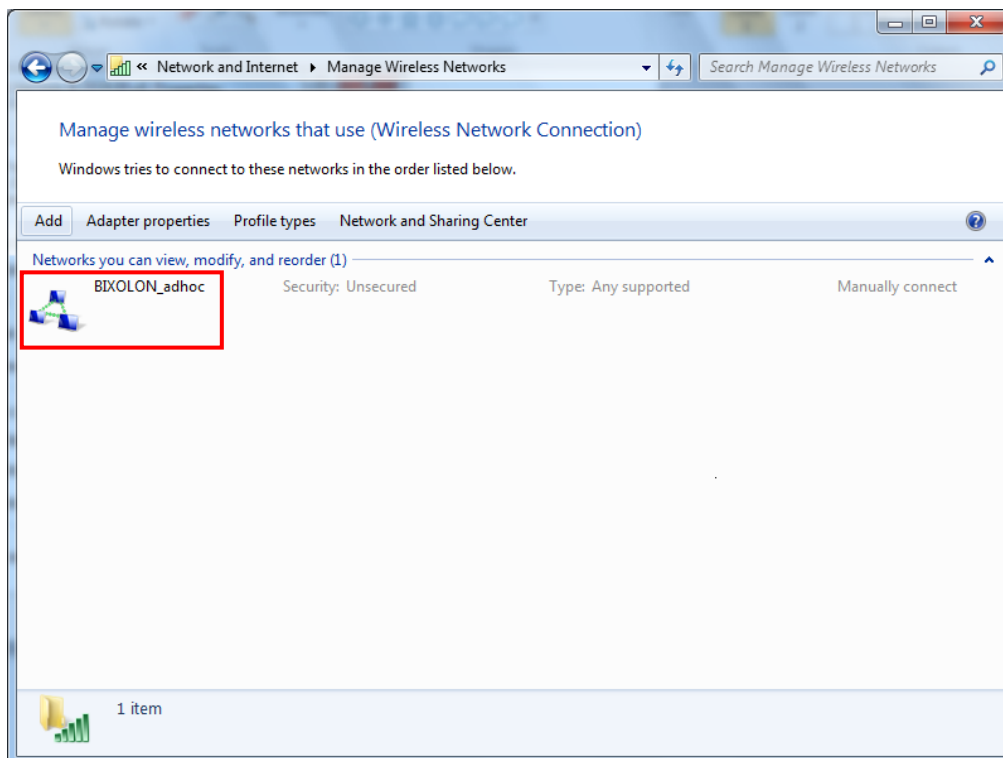 « Network and Internet ▸ Manage Wireless Networks Search Manage Wireless Networks
Manage wireless networks that use (Wireless Network Connection)
Windows tries to connect to these networks in the order listed below.
Add Adapter properties Profile types Network and Sharing Center
Networks you can view, modify, and reorder (1)
BIXOLON_adhoc Security: Unsecured Type: Any supported Manually connect
1 item